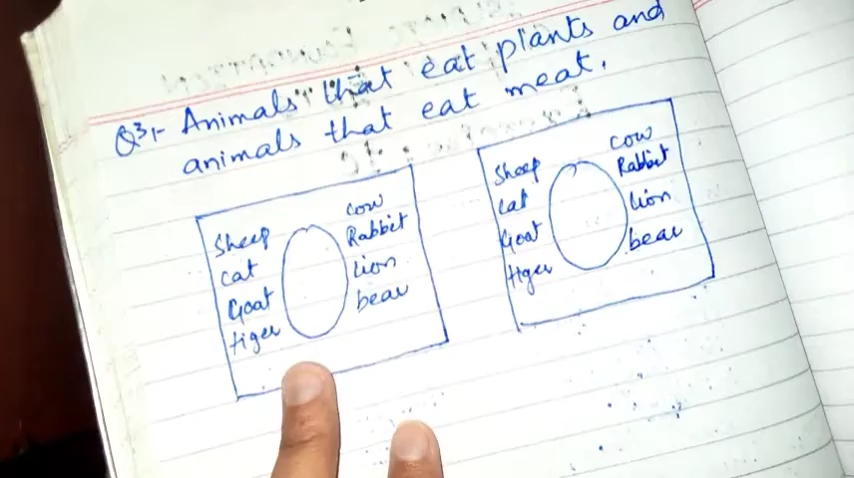 Q3:- Animals that eat plants and
animals that eat meat.
Sheep
cat
Goat
tiger
cow
Rabbit
lion
bear
Sheep
cat
Goat
tiger
cow
Rabbit
lion
bear